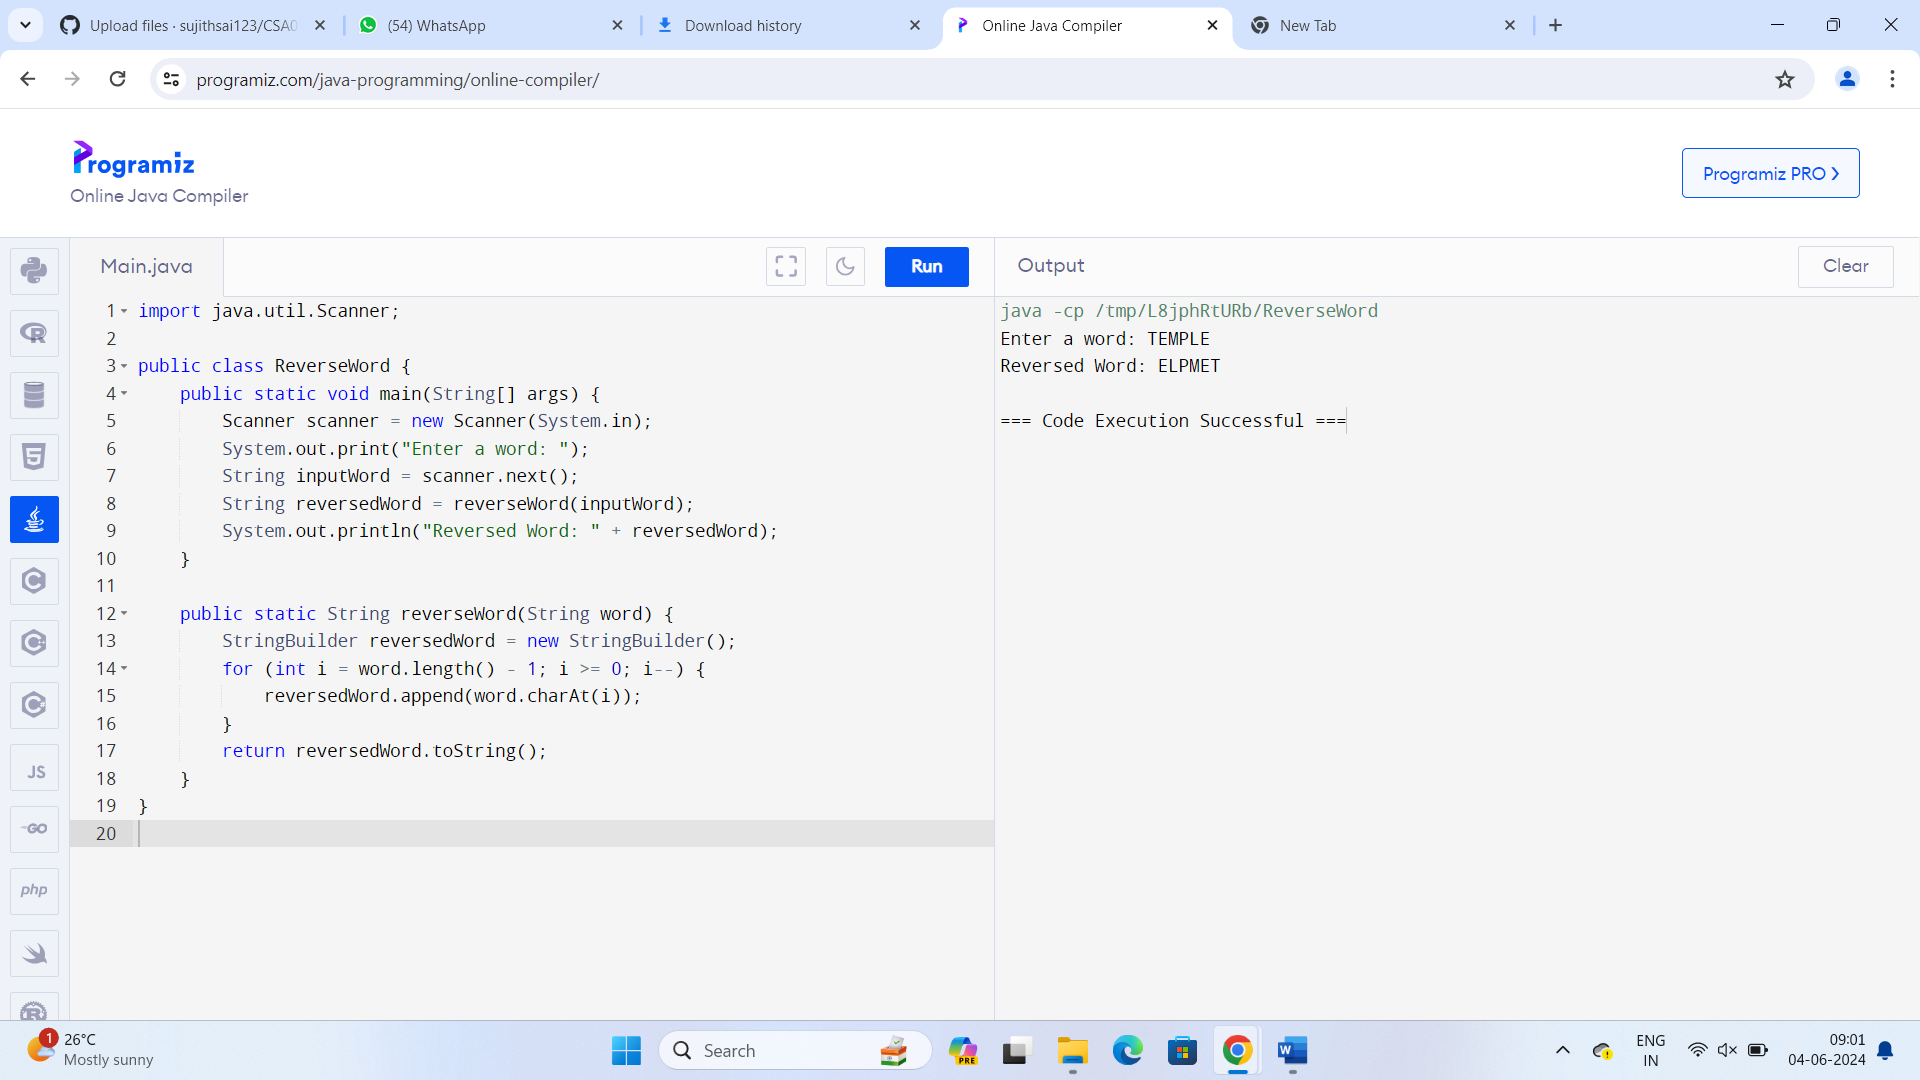 Upload files · sujithsai123/CSA0
(54) WhatsApp
Download history
Online Java Compiler
New Tab
programiz.com/java-programming/online-compiler/
Programiz
Online Java Compiler
Programiz PRO
Main.java
Run
Output
Clear
1 import java.util.Scanner;
2
3 public class ReverseWord {
4     public static void main(String[] args) {
5         Scanner scanner = new Scanner(System.in);
6         System.out.print("Enter a word: ");
7         String inputWord = scanner.next();
8         String reversedWord = reverseWord(inputWord);
9         System.out.println("Reversed Word: " + reversedWord);
10     }
11
12     public static String reverseWord(String word) {
13         StringBuilder reversedWord = new StringBuilder();
14         for (int i = word.length() - 1; i >= 0; i--) {
15             reversedWord.append(word.charAt(i));
16         }
17         return reversedWord.toString();
18     }
19 }
20
java -cp /tmp/L8jphRtURb/ReverseWord
Enter a word: TEMPLE
Reversed Word: ELPMET
=== Code Execution Successful ===
JS
GO
php
1
26°C
Mostly sunny
Search
PRE
W
ENG
IN
09:01
04-06-2024